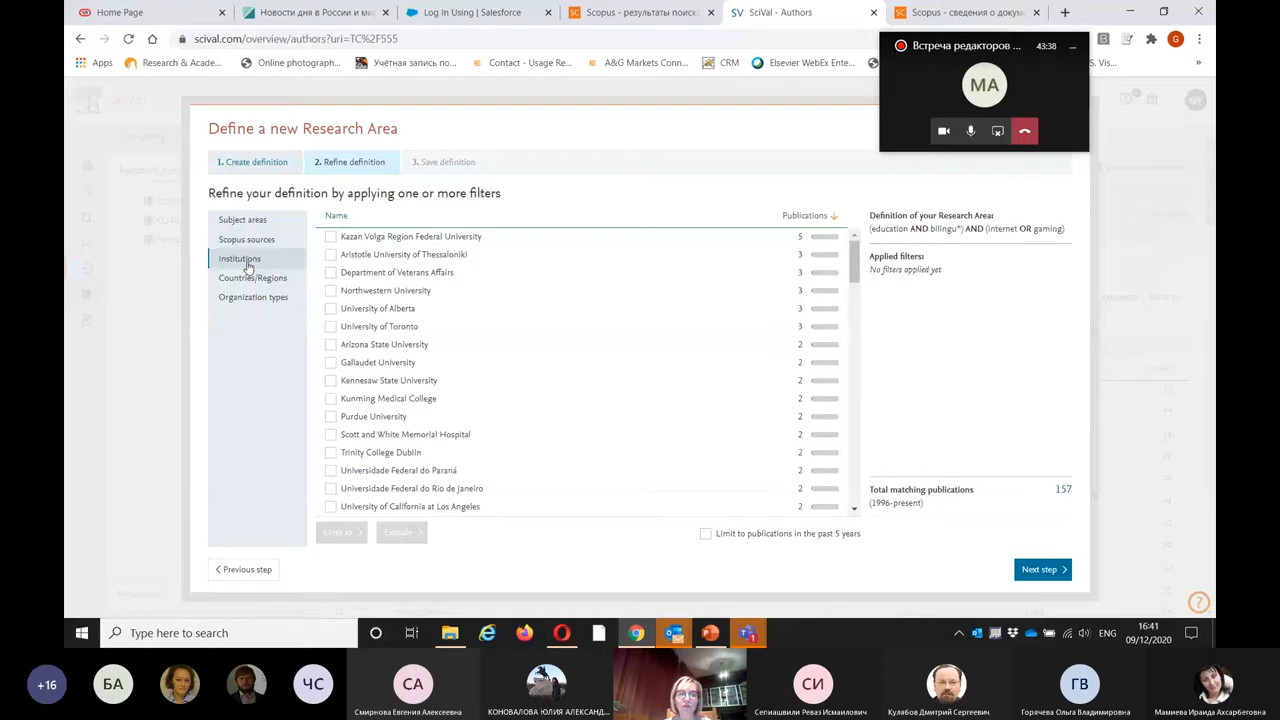 Home Page
Новости дня в России и ми
Log In Using | Salesforce
Scopus - результаты поиск
SciVal - Authors
Scopus - сведения о докум
scival.com/overview/authors?uri=TC%2F555
Apps
Research & Acade...
Online photograph...
Учётная запись по...
Contact - Usage Re...
A&G Markets Folde...
CRM
Elsevier WebEx Ente...
S. Vis...
Встреча редакторов ...
43:38
MA
Define a new Research Area
1. Create definition
2. Refine definition
3. Save definition
Refine your definition by applying one or more filters
Subject areas
Scopus sources
Institutions
Countries/Regions
Organization types
Name
Publications
Kazan Volga Region Federal University 5
Aristotle University of Thessaloniki 3
Department of Veterans Affairs 3
Northwestern University 3
University of Alberta 3
University of Toronto 3
Arizona State University 2
Gallaudet University 2
Kennesaw State University 2
Kunming Medical College 2
Purdue University 2
Scott and White Memorial Hospital 2
Trinity College Dublin 2
Universidade Federal do Paraná 2
Universidade Federal do Rio de Janeiro 2
University of California at Los Angeles 2
Definition of your Research Area:
(education AND bilingu*) AND (internet OR gaming)
Applied filters:
No filters applied yet
Total matching publications 157
(1996-present)
Limit to
Exclude
Limit to publications in the past 5 years
Previous step
Next step
Type here to search
ENG
16:41
09/12/2020
+16
БА
ЧС
СА
СИ
ГВ
Смирнова Евгения Алексеевна
КОНОВАЛОВА ЮЛИЯ АЛЕКСАНД...
Сепиашвили Реваз Исмаилович
Кулябов Дмитрий Сергеевич
Горячева Ольга Владимировна
Мамиева Ираида Ахсарбеговна